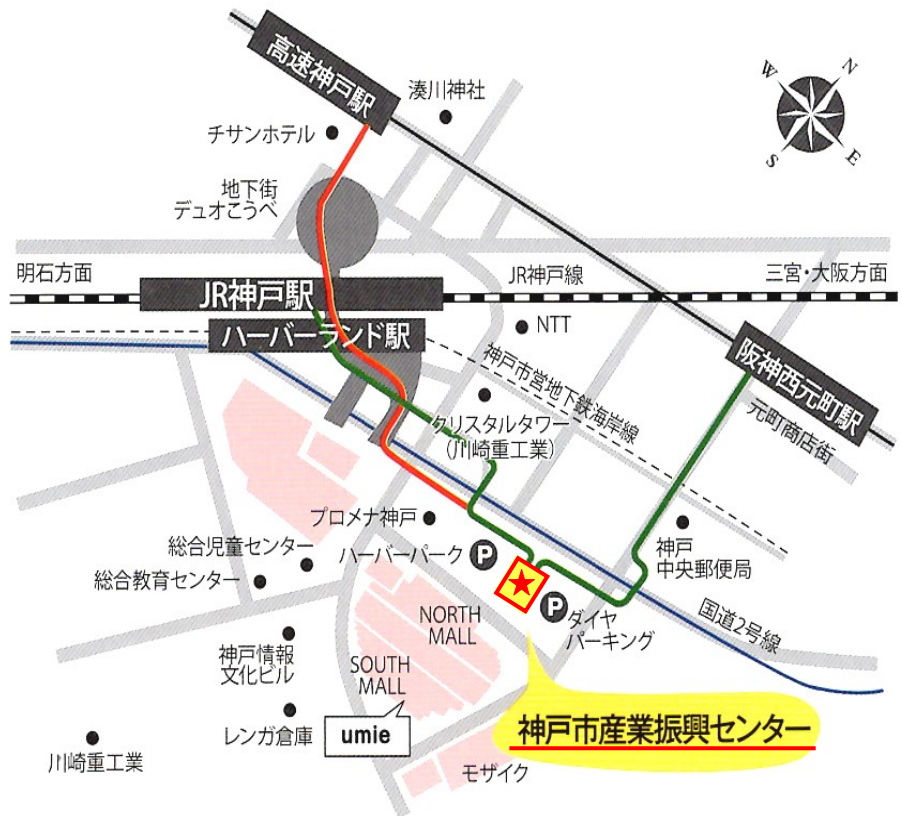 高速神戸駅
湊川神社
W
N
S
E
チサンホテル
地下街
デュオこうべ
明石方面
JR神戸線
三宮・大阪方面
JR神戸駅
ハーバーランド駅
NTT
神戸市営地下鉄海岸線
阪神西元町駅
元町商店街
クリスタルタワー
(川崎重工業)
プロメナ神戸
総合児童センター
ハーバーパーク
P
総合教育センター
神戸
中央郵便局
P
ダイヤ
パーキング
国道2号線
NORTH
MALL
神戸情報
文化ビル
SOUTH
MALL
レンガ倉庫
umie
神戸市産業振興センター
川崎重工業
モザイク